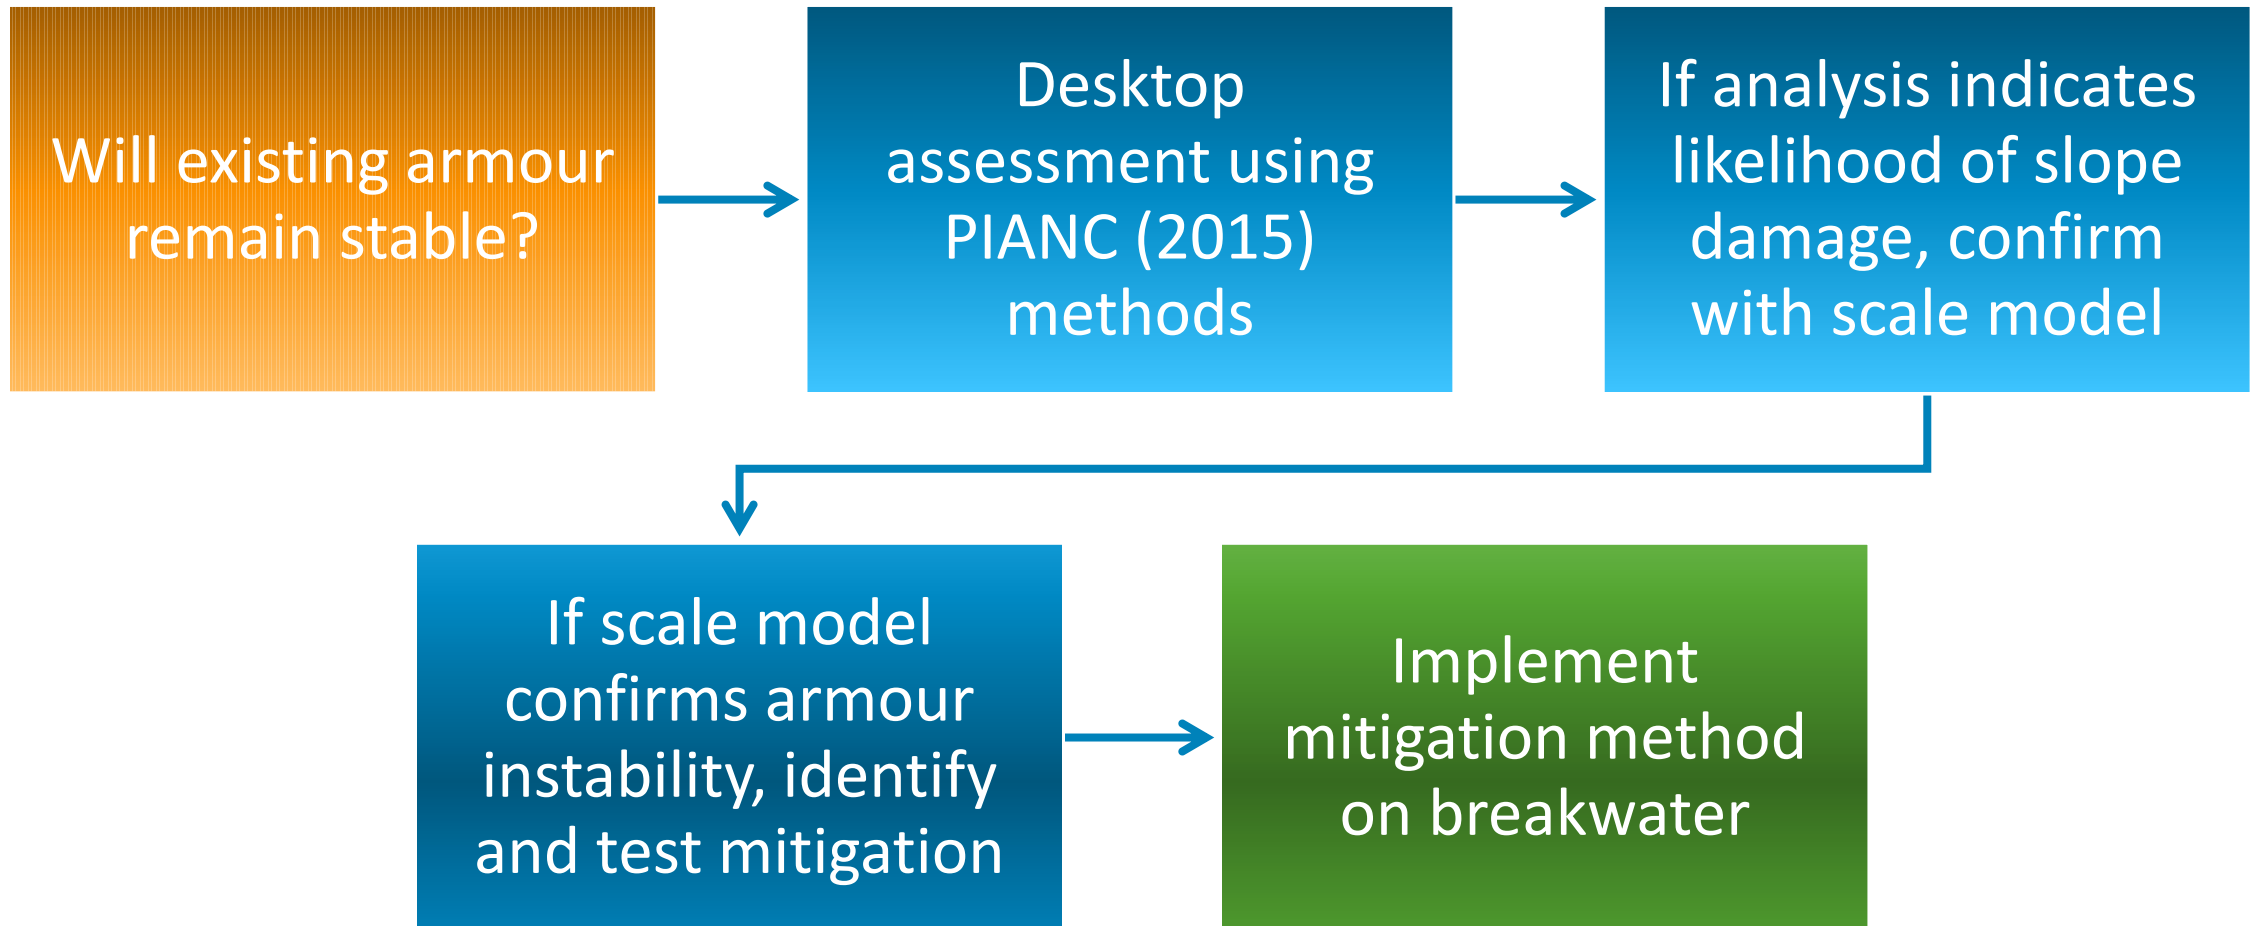 Will existing armour
remain stable?
Desktop
assessment using
PIANC (2015)
methods
If analysis indicates
likelihood of slope
damage, confirm
with scale model
If scale model
confirms armour
instability, identify
and test mitigation
Implement
mitigation method
on breakwater